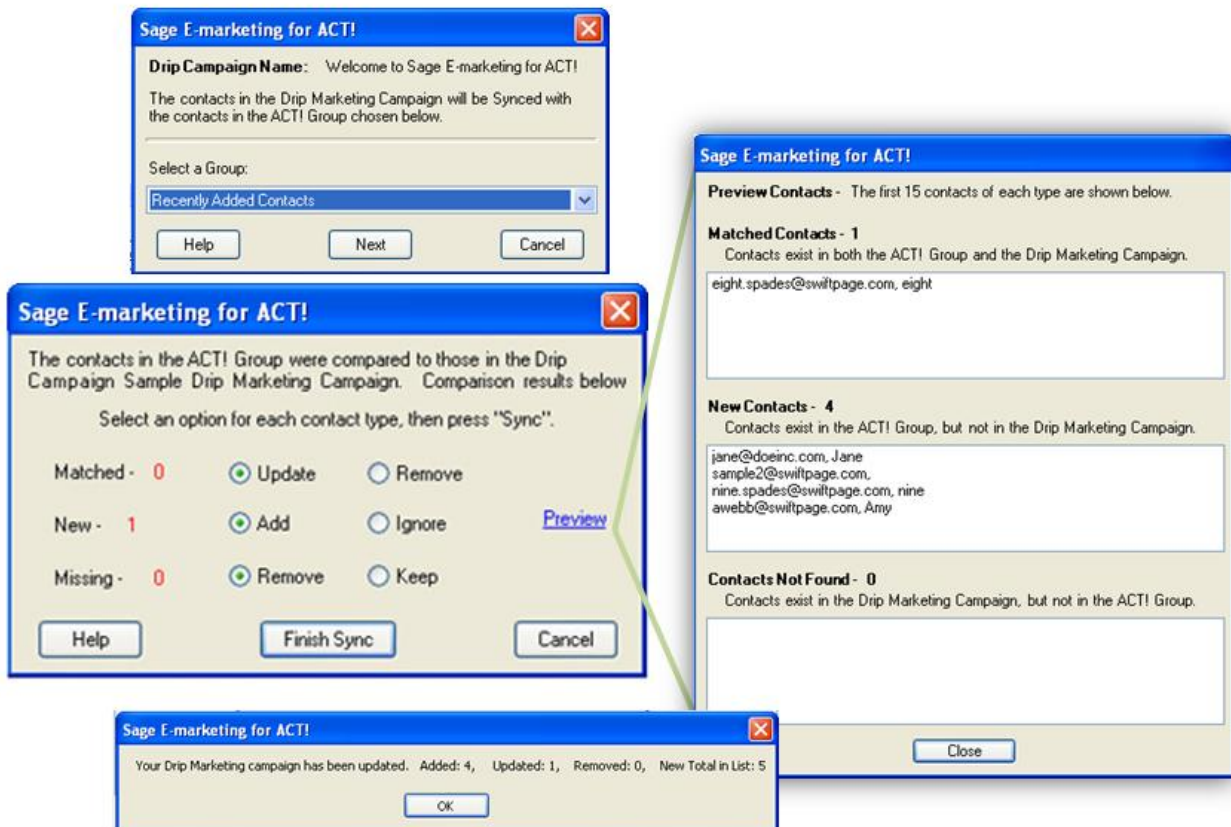 Sage E-marketing for ACT!
Drip Campaign Name: Welcome to Sage E-marketing for ACT!
The contacts in the Drip Marketing Campaign will be Synced with
the contacts in the ACT! Group chosen below.
Select a Group:
Recently Added Contacts
Help Next Cancel
Sage E-marketing for ACT!
The contacts in the ACT! Group were compared to those in the Drip
Campaign Sample Drip Marketing Campaign. Comparison results below
Select an option for each contact type, then press "Sync".
Matched - 0 Update Remove
New - 1 Add Ignore Preview
Missing - 0 Remove Keep
Help Finish Sync Cancel
Sage E-marketing for ACT!
Preview Contacts - The first 15 contacts of each type are shown below.
Matched Contacts - 1
Contacts exist in both the ACT! Group and the Drip Marketing Campaign.
eight.spades@swiftpage.com, eight
New Contacts - 4
Contacts exist in the ACT! Group, but not in the Drip Marketing Campaign.
jane@doeinc.com, Jane
sample2@swiftpage.com,
nine.spades@swiftpage.com, nine
awebb@swiftpage.com, Amy
Contacts Not Found - 0
Contacts exist in the Drip Marketing Campaign, but not in the ACT! Group.
Close
Sage E-marketing for ACT!
Your Drip Marketing campaign has been updated. Added: 4, Updated: 1, Removed: 0, New Total in List: 5
OK